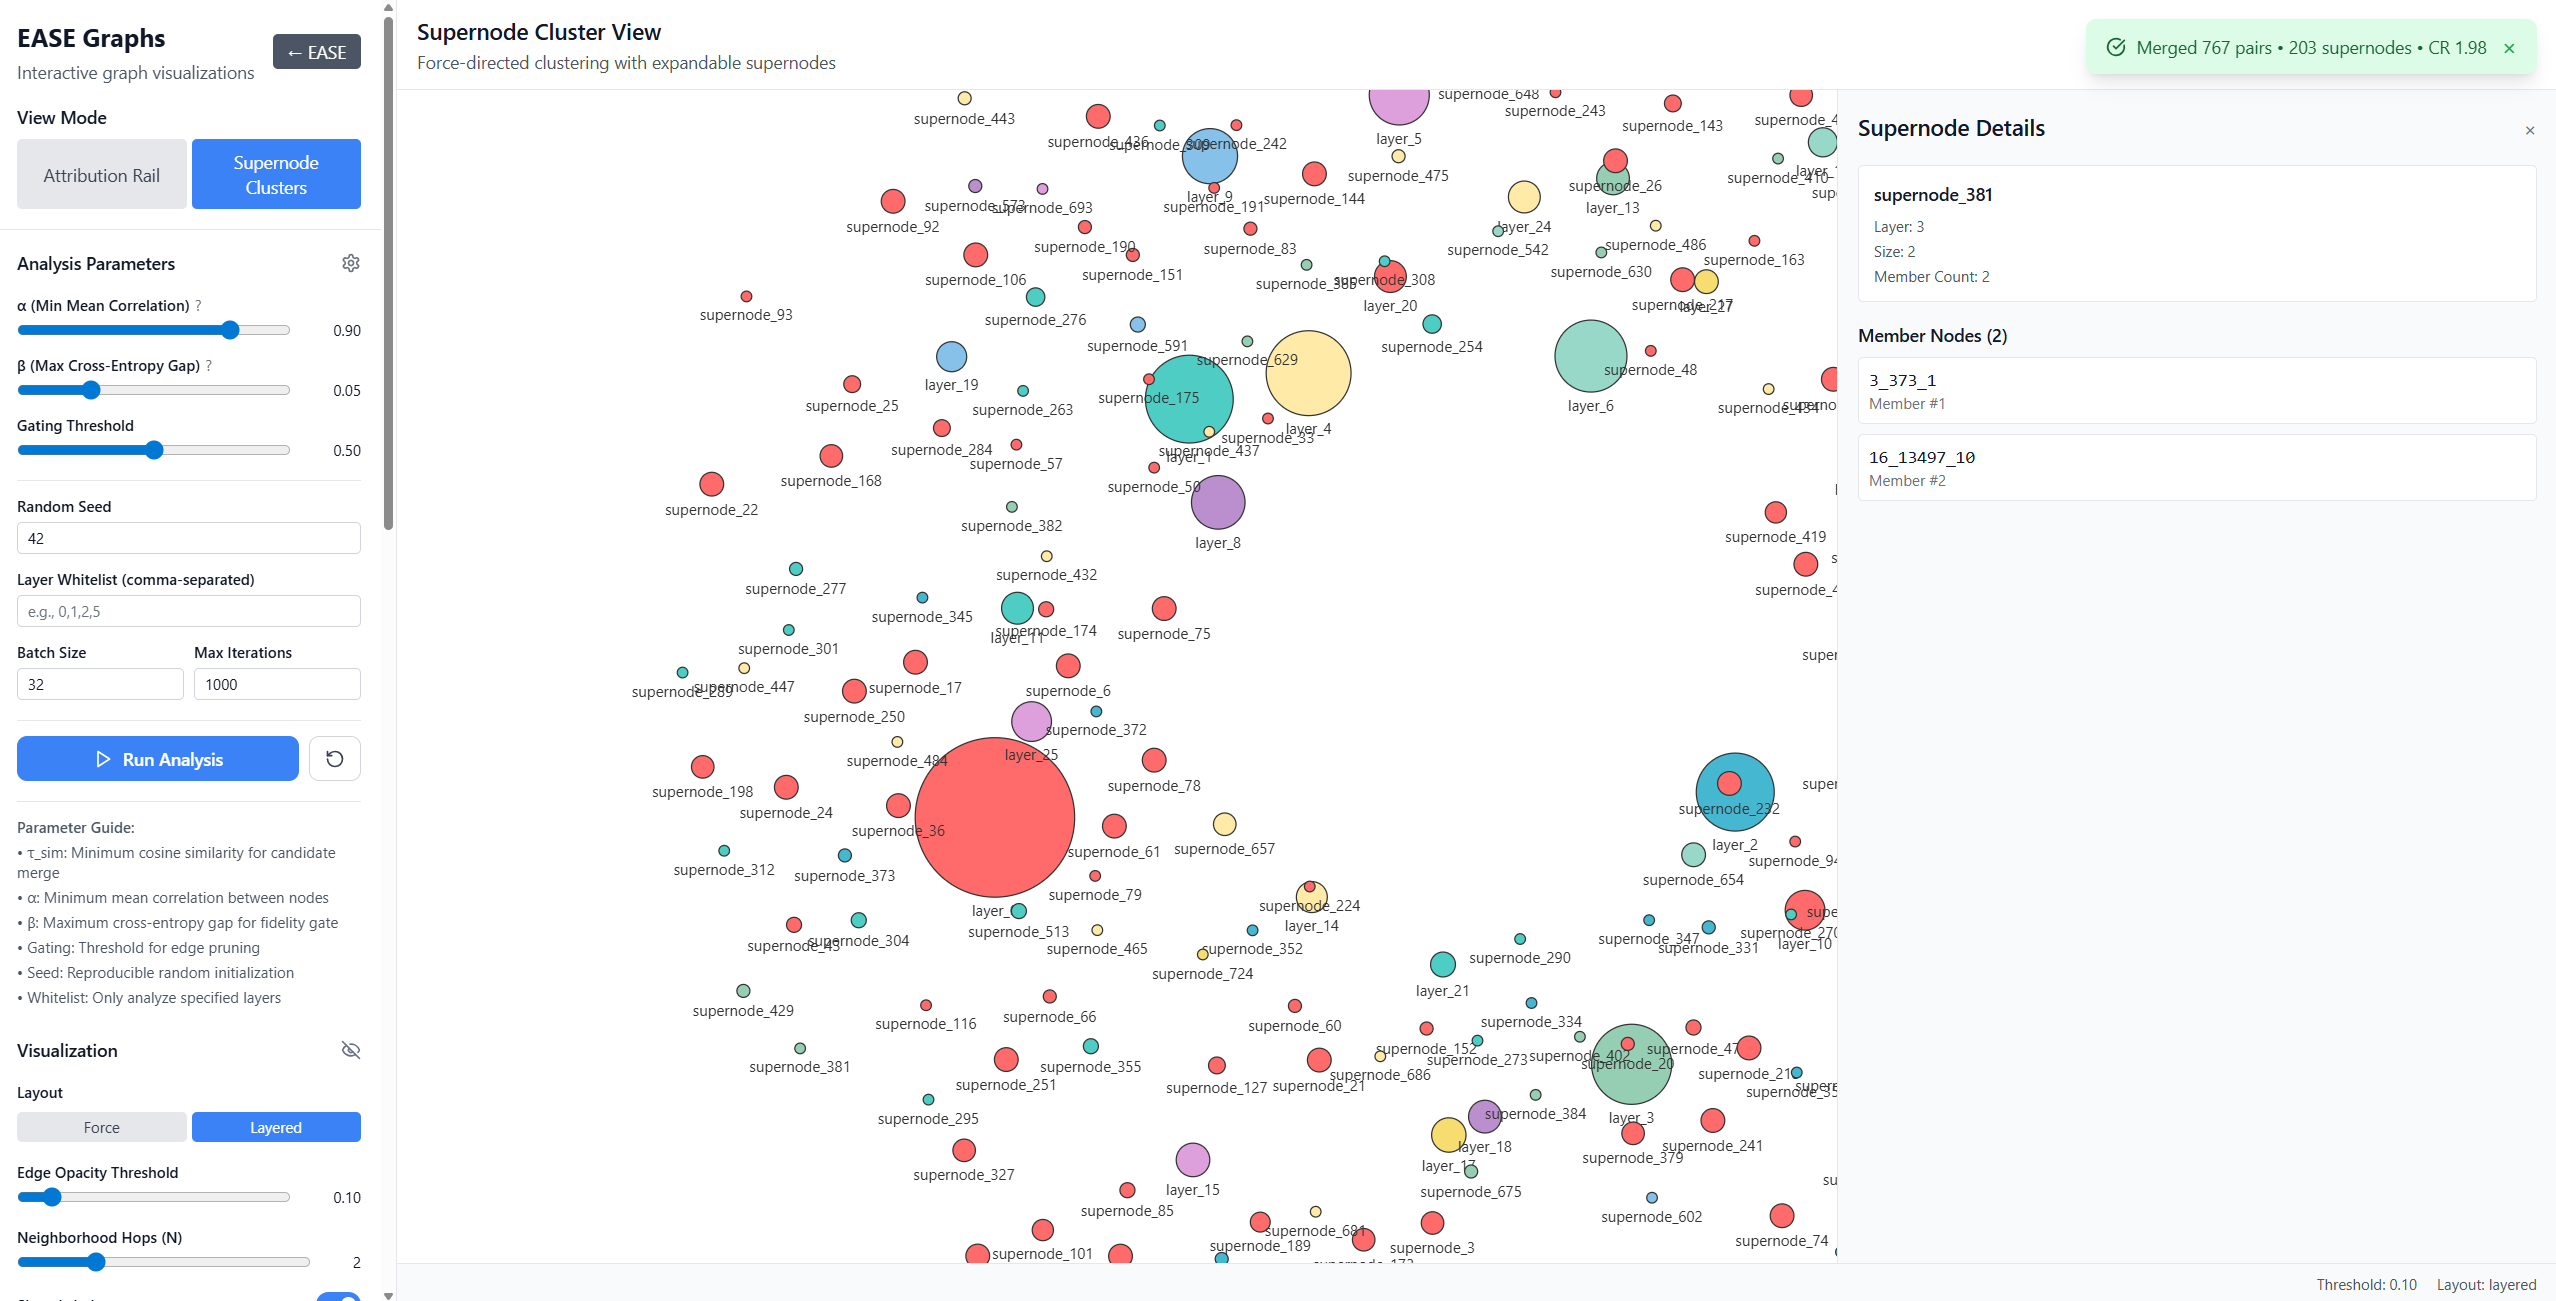 EASE Graphs
← EASE
Interactive graph visualizations
View Mode
Attribution Rail
Supernode
Clusters
Analysis Parameters
α (Min Mean Correlation) ?
0.90
β (Max Cross-Entropy Gap) ?
0.05
Gating Threshold
0.50
Random Seed
42
Layer Whitelist (comma-separated)
e.g., 0,1,2,5
Batch Size
Max Iterations
32
1000
Run Analysis
Parameter Guide:
• τ_sim: Minimum cosine similarity for candidate
merge
• α: Minimum mean correlation between nodes
• β: Maximum cross-entropy gap for fidelity gate
• Gating: Threshold for edge pruning
• Seed: Reproducible random initialization
• Whitelist: Only analyze specified layers
Visualization
Layout
Force
Layered
Edge Opacity Threshold
0.10
Neighborhood Hops (N)
2
Supernode Cluster View
Force-directed clustering with expandable supernodes
Merged 767 pairs • 203 supernodes • CR 1.98 ×
supernode_443
supernode_436
supernode_242
layer_5
supernode_648
supernode_243
supernode_143
supernode_475
supernode_26
layer_13
supernode_410
supernode_573
supernode_693
layer_9
supernode_191
supernode_144
supernode_92
supernode_190
supernode_83
layer_24
supernode_542
supernode_486
supernode_163
supernode_106
supernode_151
supernode_308
supernode_630
supernode_93
supernode_276
layer_20
supernode_217
layer_27
supernode_591
supernode_629
supernode_254
supernode_48
layer_19
supernode_175
layer_6
supernode_25
supernode_263
supernode_33
layer_4
supernode_434
supernode_284
supernode_57
supernode_437
layer_1
supernode_168
supernode_50
supernode_22
supernode_382
layer_8
supernode_419
supernode_432
supernode_277
supernode_345
layer_11
supernode_174
supernode_75
supernode_301
supernode_289
supernode_447
supernode_17
supernode_6
supernode_250
supernode_372
supernode_484
layer_25
supernode_198
supernode_24
supernode_78
supernode_36
supernode_232
supernode_61
supernode_657
layer_2
supernode_94
supernode_312
supernode_373
supernode_79
supernode_654
supernode_224
layer_14
supernode_43
supernode_304
layer_
supernode_513
supernode_465
supernode_352
supernode_347
supernode_331
supernode_270
layer_10
supernode_724
supernode_290
layer_21
supernode_429
supernode_116
supernode_66
supernode_60
supernode_334
supernode_152
supernode_273
supernode_402
supernode_47
supernode_20
supernode_381
supernode_251
supernode_355
supernode_127
supernode_21
supernode_686
supernode_295
supernode_384
layer_3
layer_18
layer_17
supernode_241
supernode_379
supernode_327
layer_15
supernode_675
supernode_85
supernode_602
supernode_681
supernode_189
supernode_3
supernode_74
supernode_101
Supernode Details
×
supernode_381
Layer: 3
Size: 2
Member Count: 2
Member Nodes (2)
3_373_1
Member #1
16_13497_10
Member #2
Threshold: 0.10
Layout: layered